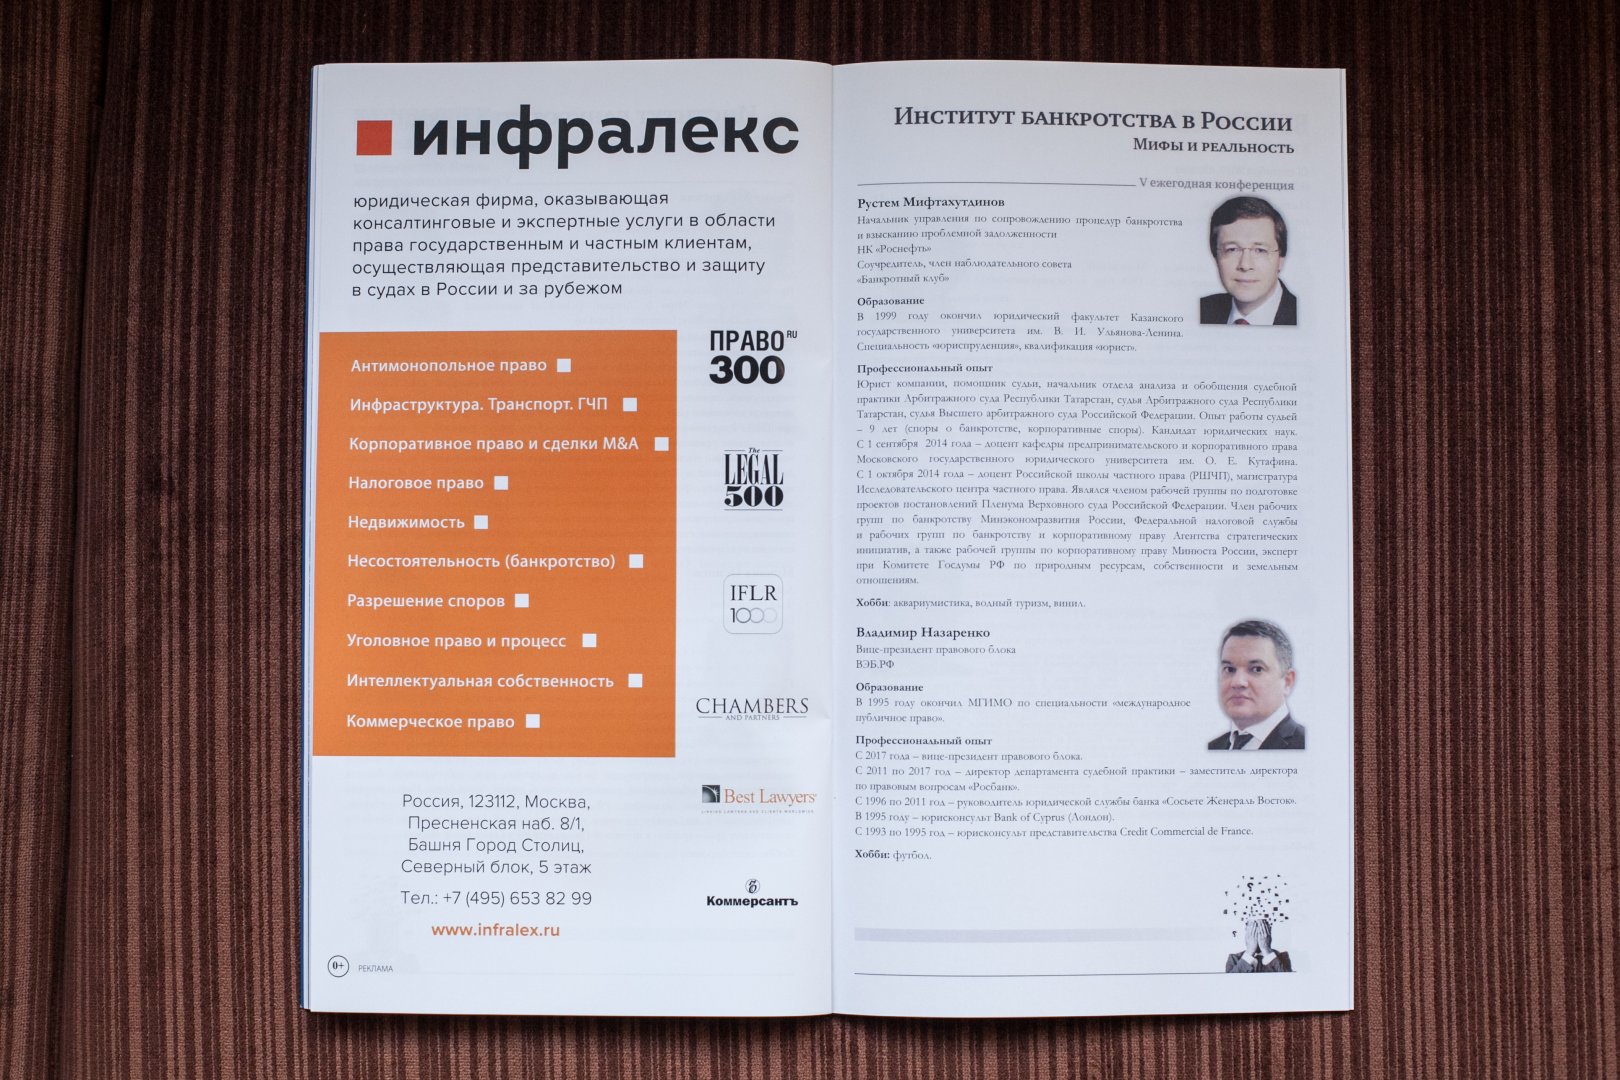 инфралекс
юридическая фирма, оказывающая
консалтинговые и экспертные услуги в области
права государственным и частным клиентам,
осуществляющая представительство и защиту
в судах в России и за рубежом
Антимонопольное право
Инфраструктура. Транспорт. ГЧП
Корпоративное право и сделки M&A
Налоговое право
Недвижимость
Несостоятельность (банкротство)
Разрешение споров
Уголовное право и процесс
Интеллектуальная собственность
Коммерческое право
ПРАВО RU
300
The
LEGAL
500
IFLR
1000
CHAMBERS
AND PARTNERS
Best Lawyers
LINKING LAWYERS AND CLIENTS WORLDWIDE
Коммерсантъ
Россия, 123112, Москва,
Пресненская наб. 8/1,
Башня Город Столиц,
Северный блок, 5 этаж
Тел.: +7 (495) 653 82 99
www.infralex.ru
0+ РЕКЛАМА
Институт банкротства в России
Мифы и реальность
V ежегодная конференция
Рустем Мифтахутдинов
Начальник управления по сопровождению процедур банкротства
и взысканию проблемной задолженности
НК «Роснефть»
Соучредитель, член наблюдательного совета
«Банкротный клуб»
Образование
В 1999 году окончил юридический факультет Казанского
государственного университета им. В. И. Ульянова-Ленина.
Специальность «юриспруденция», квалификация «юрист».
Профессиональный опыт
Юрист компании, помощник судьи, начальник отдела анализа и обобщения судебной
практики Арбитражного суда Республики Татарстан, судья Арбитражного суда Республики
Татарстан, судья Высшего арбитражного суда Российской Федерации. Опыт работы судьей
– 9 лет (споры о банкротстве, корпоративные споры). Кандидат юридических наук.
С 1 сентября 2014 года – доцент кафедры предпринимательского и корпоративного права
Московского государственного юридического университета им. О. Е. Кутафина.
С 1 октября 2014 года – доцент Российской школы частного права (РШЧП), магистратура
Исследовательского центра частного права. Являлся членом рабочей группы по подготовке
проектов постановлений Пленума Верховного суда Российской Федерации. Член рабочих
групп по банкротству Минэкономразвития России, Федеральной налоговой службы
и рабочих групп по банкротству и корпоративному праву Агентства стратегических
инициатив, а также рабочей группы по корпоративному праву Минюста России, эксперт
при Комитете Госдумы РФ по природным ресурсам, собственности и земельным
отношениям.
Хобби: аквариумистика, водный туризм, винил.
Владимир Назаренко
Вице-президент правового блока
ВЭБ.РФ
Образование
В 1995 году окончил МГИМО по специальности «международное
публичное право».
Профессиональный опыт
С 2017 года – вице-президент правового блока.
С 2011 по 2017 год – директор департамента судебной практики – заместитель директора
по правовым вопросам «Росбанк».
С 1996 по 2011 год – руководитель юридической службы банка «Сосьете Женераль Восток».
В 1995 году – юрисконсульт Bank of Cyprus (Лондон).
С 1993 по 1995 год – юрисконсульт представительства Credit Commercial de France.
Хобби: футбол.